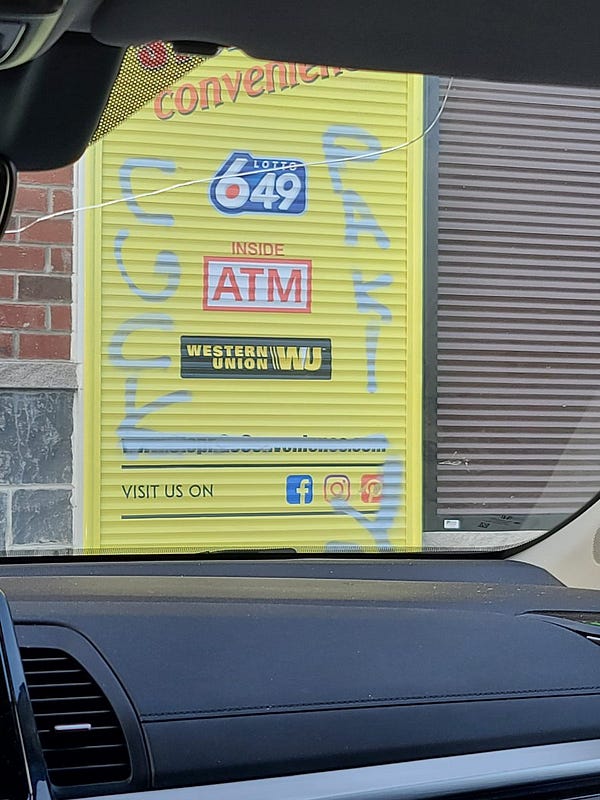 convenien
LOTTO
649
INSIDE
ATM
WESTERN
UNION WU
VISIT US ON
PAKI